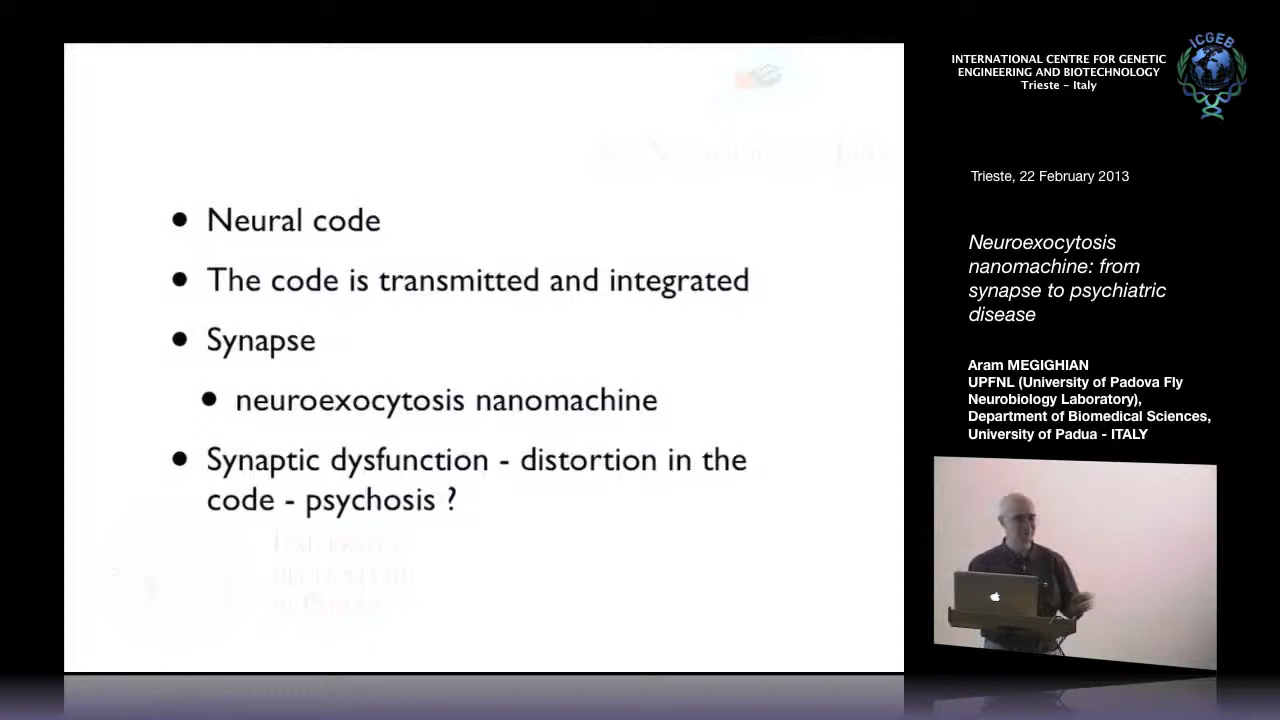 • Neural code
• The code is transmitted and integrated
• Synapse
• neuroexocytosis nanomachine
• Synaptic dysfunction - distortion in the
code - psychosis ?
INTERNATIONAL CENTRE FOR GENETIC
ENGINEERING AND BIOTECHNOLOGY
Trieste - Italy
ICGEB
Trieste, 22 February 2013
Neuroexocytosis
nanomachine: from
synapse to psychiatric
disease
Aram MEGIGHIAN
UPFNL (University of Padova Fly
Neurobiology Laboratory),
Department of Biomedical Sciences,
University of Padua - ITALY